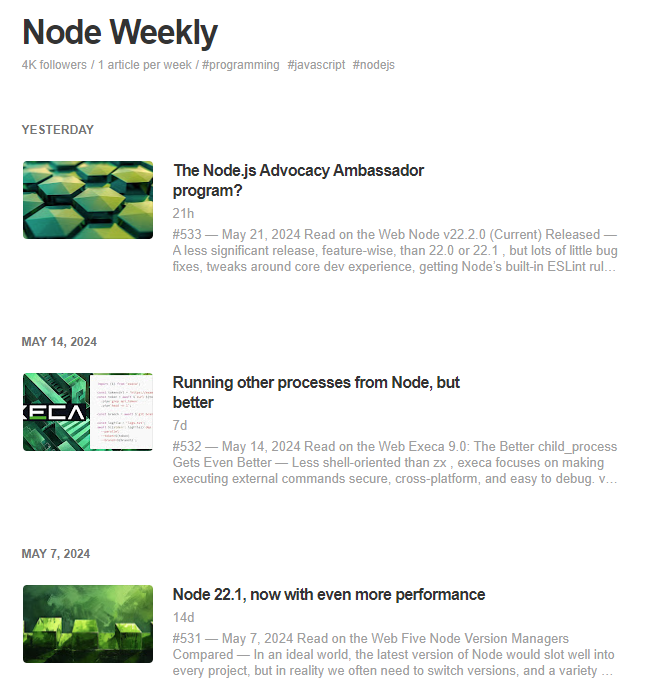 Node Weekly
4K followers / 1 article per week / #programming #javascript #nodejs
YESTERDAY
The Node.js Advocacy Ambassador
program?
21h
#533 — May 21, 2024 Read on the Web Node v22.2.0 (Current) Released —
A less significant release, feature-wise, than 22.0 or 22.1 , but lots of little bug
fixes, tweaks around core dev experience, getting Node's built-in ESLint rul...
MAY 14, 2024
XECA
Running other processes from Node, but
better
7d
#532 — May 14, 2024 Read on the Web Execa 9.0: The Better child_process
Gets Even Better — Less shell-oriented than zx , execa focuses on making
executing external commands secure, cross-platform, and easy to debug. v...
MAY 7, 2024
Node 22.1, now with even more performance
14d
#531 — May 7, 2024 Read on the Web Five Node Version Managers
Compared — In an ideal world, the latest version of Node would slot well into
every project, but in reality we often need to switch versions, and a variety ...